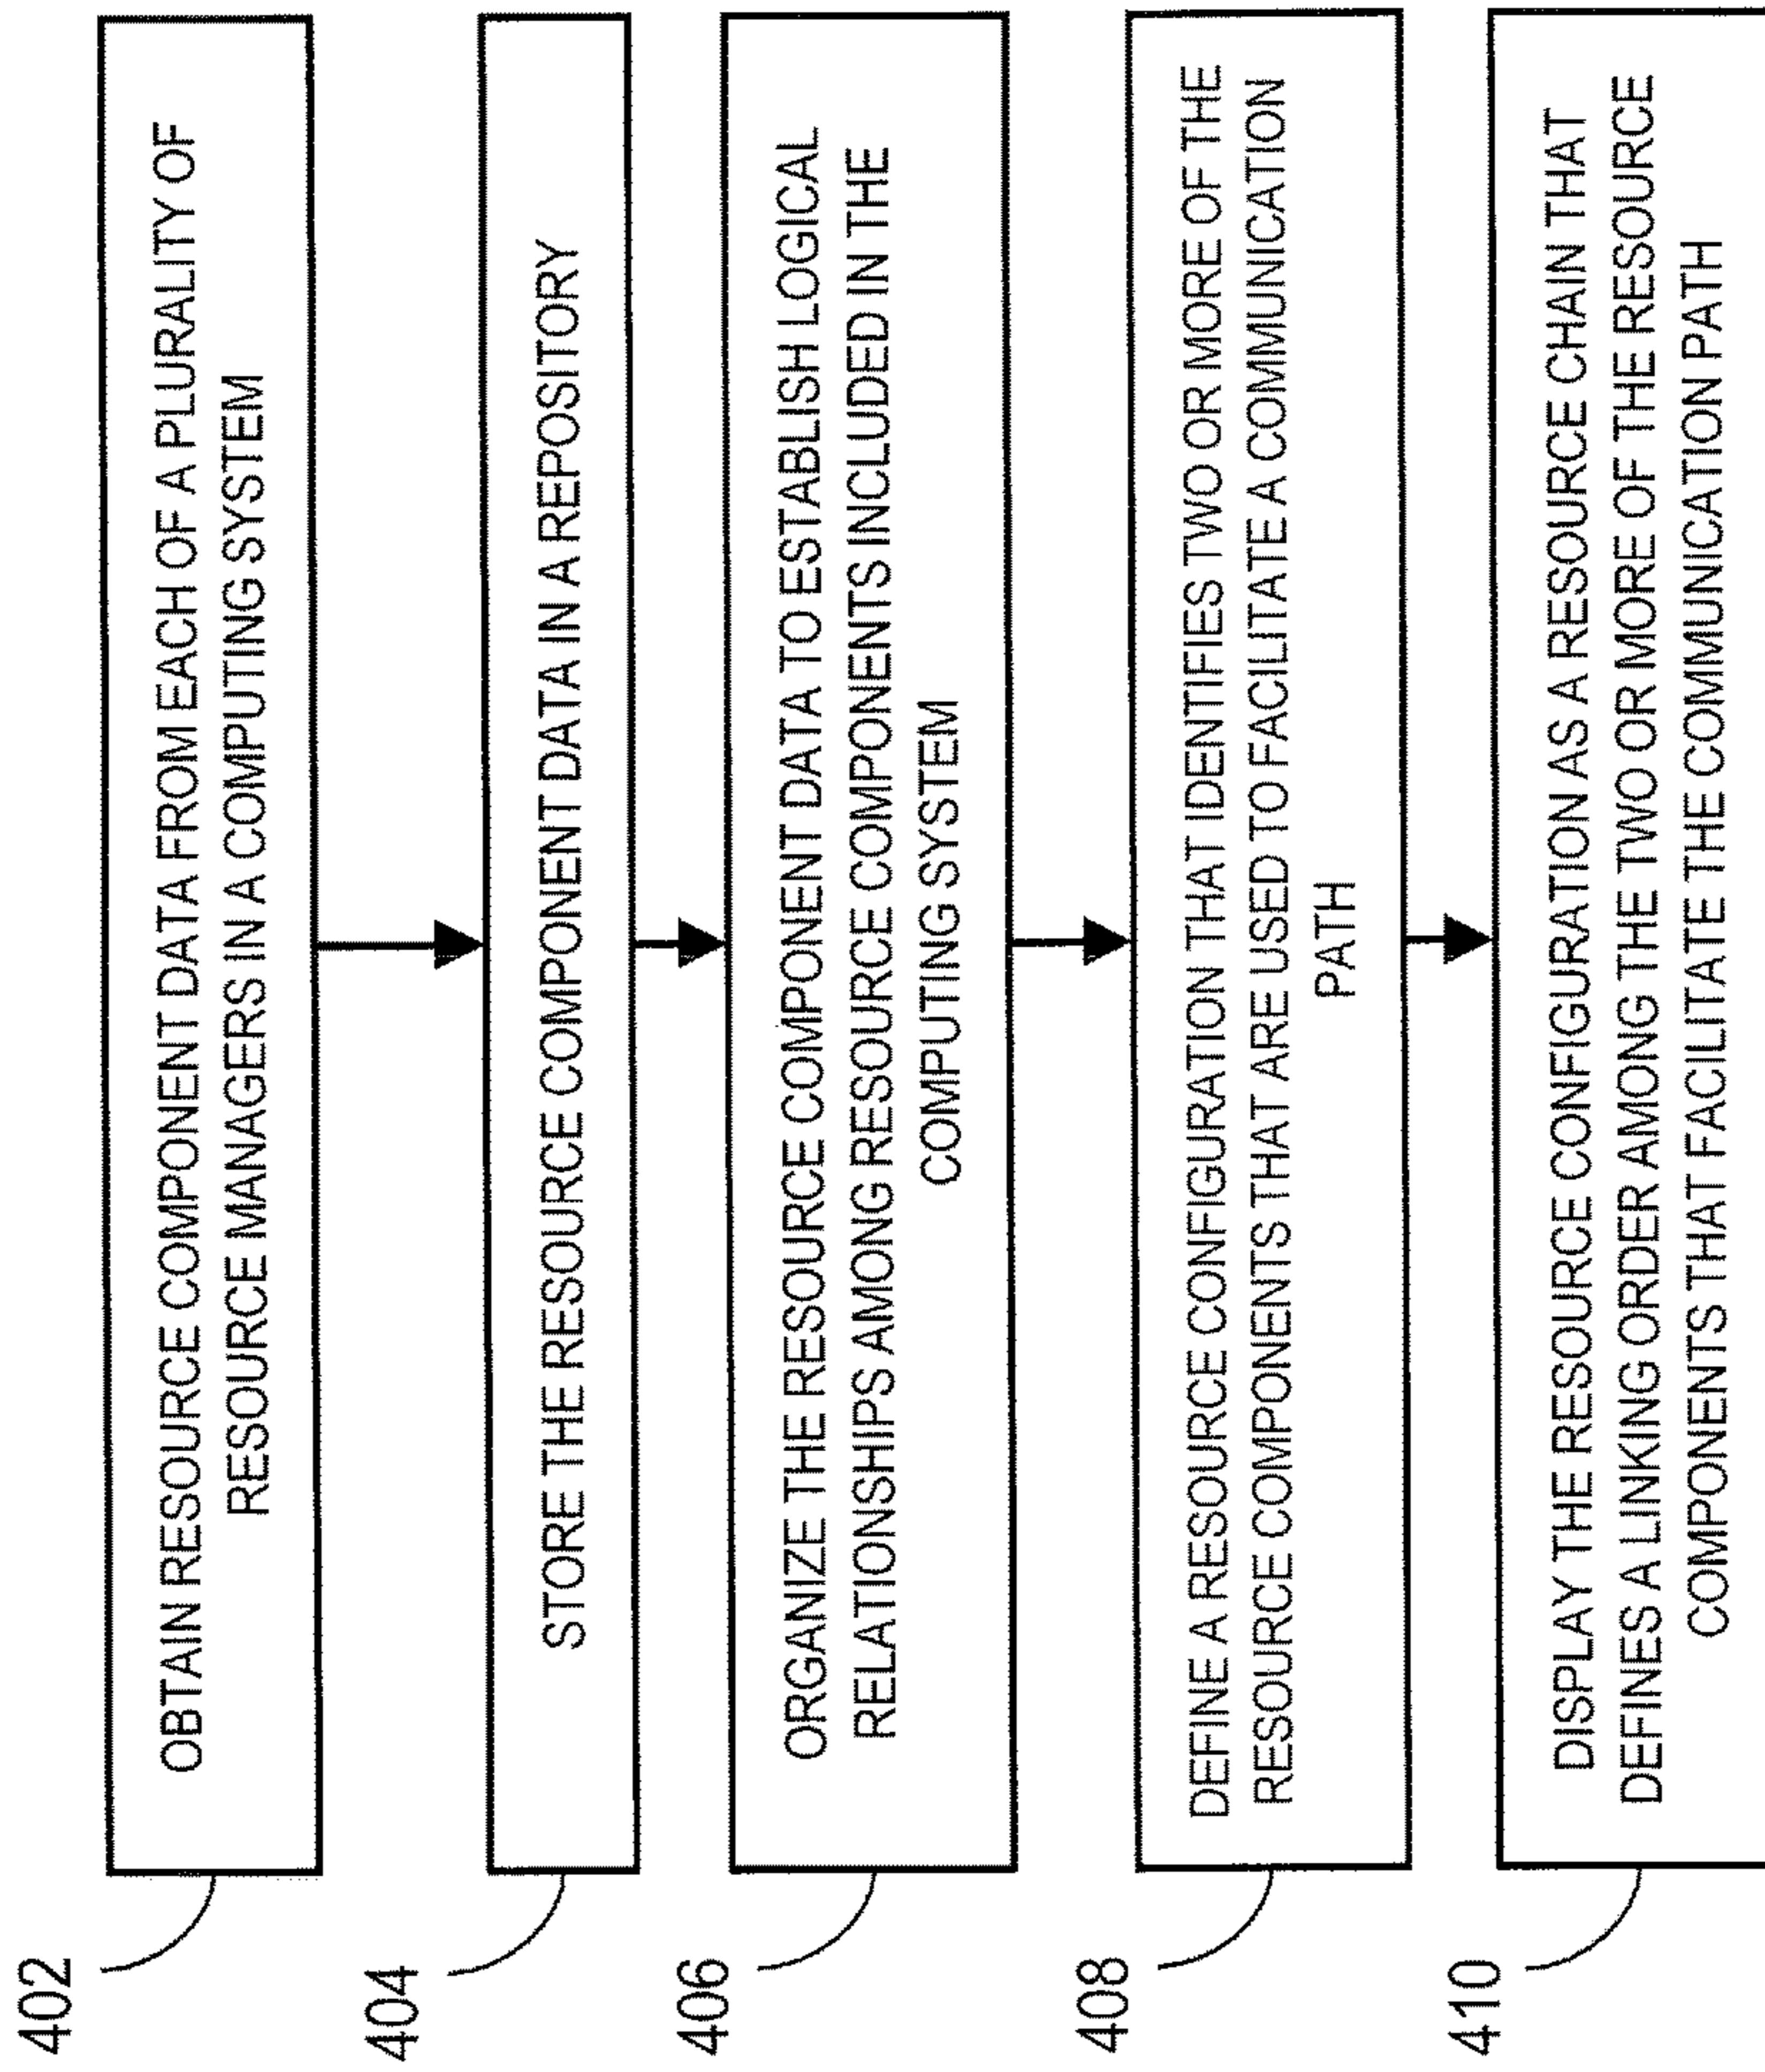 402
OBTAIN RESOURCE COMPONENT DATA FROM EACH OF A PLURALITY OF
RESOURCE MANAGERS IN A COMPUTING SYSTEM
404
STORE THE RESOURCE COMPONENT DATA IN A REPOSITORY
406
ORGANIZE THE RESOURCE COMPONENT DATA TO ESTABLISH LOGICAL
RELATIONSHIPS AMONG RESOURCE COMPONENTS INCLUDED IN THE
COMPUTING SYSTEM
408
DEFINE A RESOURCE CONFIGURATION THAT IDENTIFIES TWO OR MORE OF THE
RESOURCE COMPONENTS THAT ARE USED TO FACILITATE A COMMUNICATION
PATH
410
DISPLAY THE RESOURCE CONFIGURATION AS A RESOURCE CHAIN THAT
DEFINES A LINKING ORDER AMONG THE TWO OR MORE OF THE RESOURCE
COMPONENTS THAT FACILITATE THE COMMUNICATION PATH